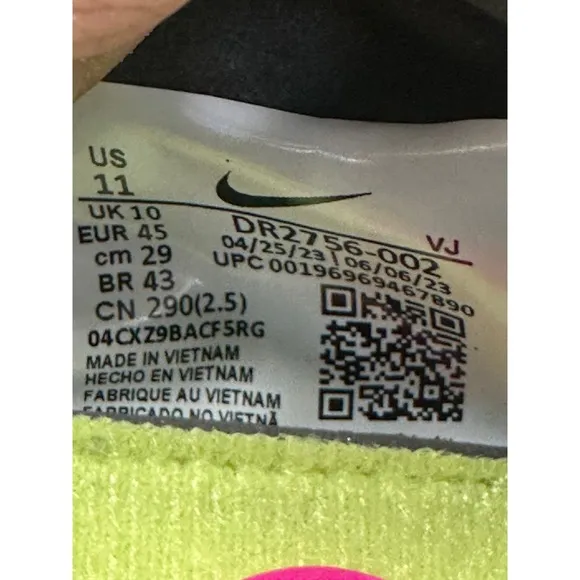 US
11
UK 10
EUR 45
cm 29
BR 43
CN 290(2.5)
04CXZ9BACF5RG
MADE IN VIETNAM
HECHO EN VIETNAM
FABRIQUE AU VIETNAM
FABRICADO NO VIETNÃ
DR2756-002 VJ
04/25/23 | 06/06/23
UPC 00196969467890